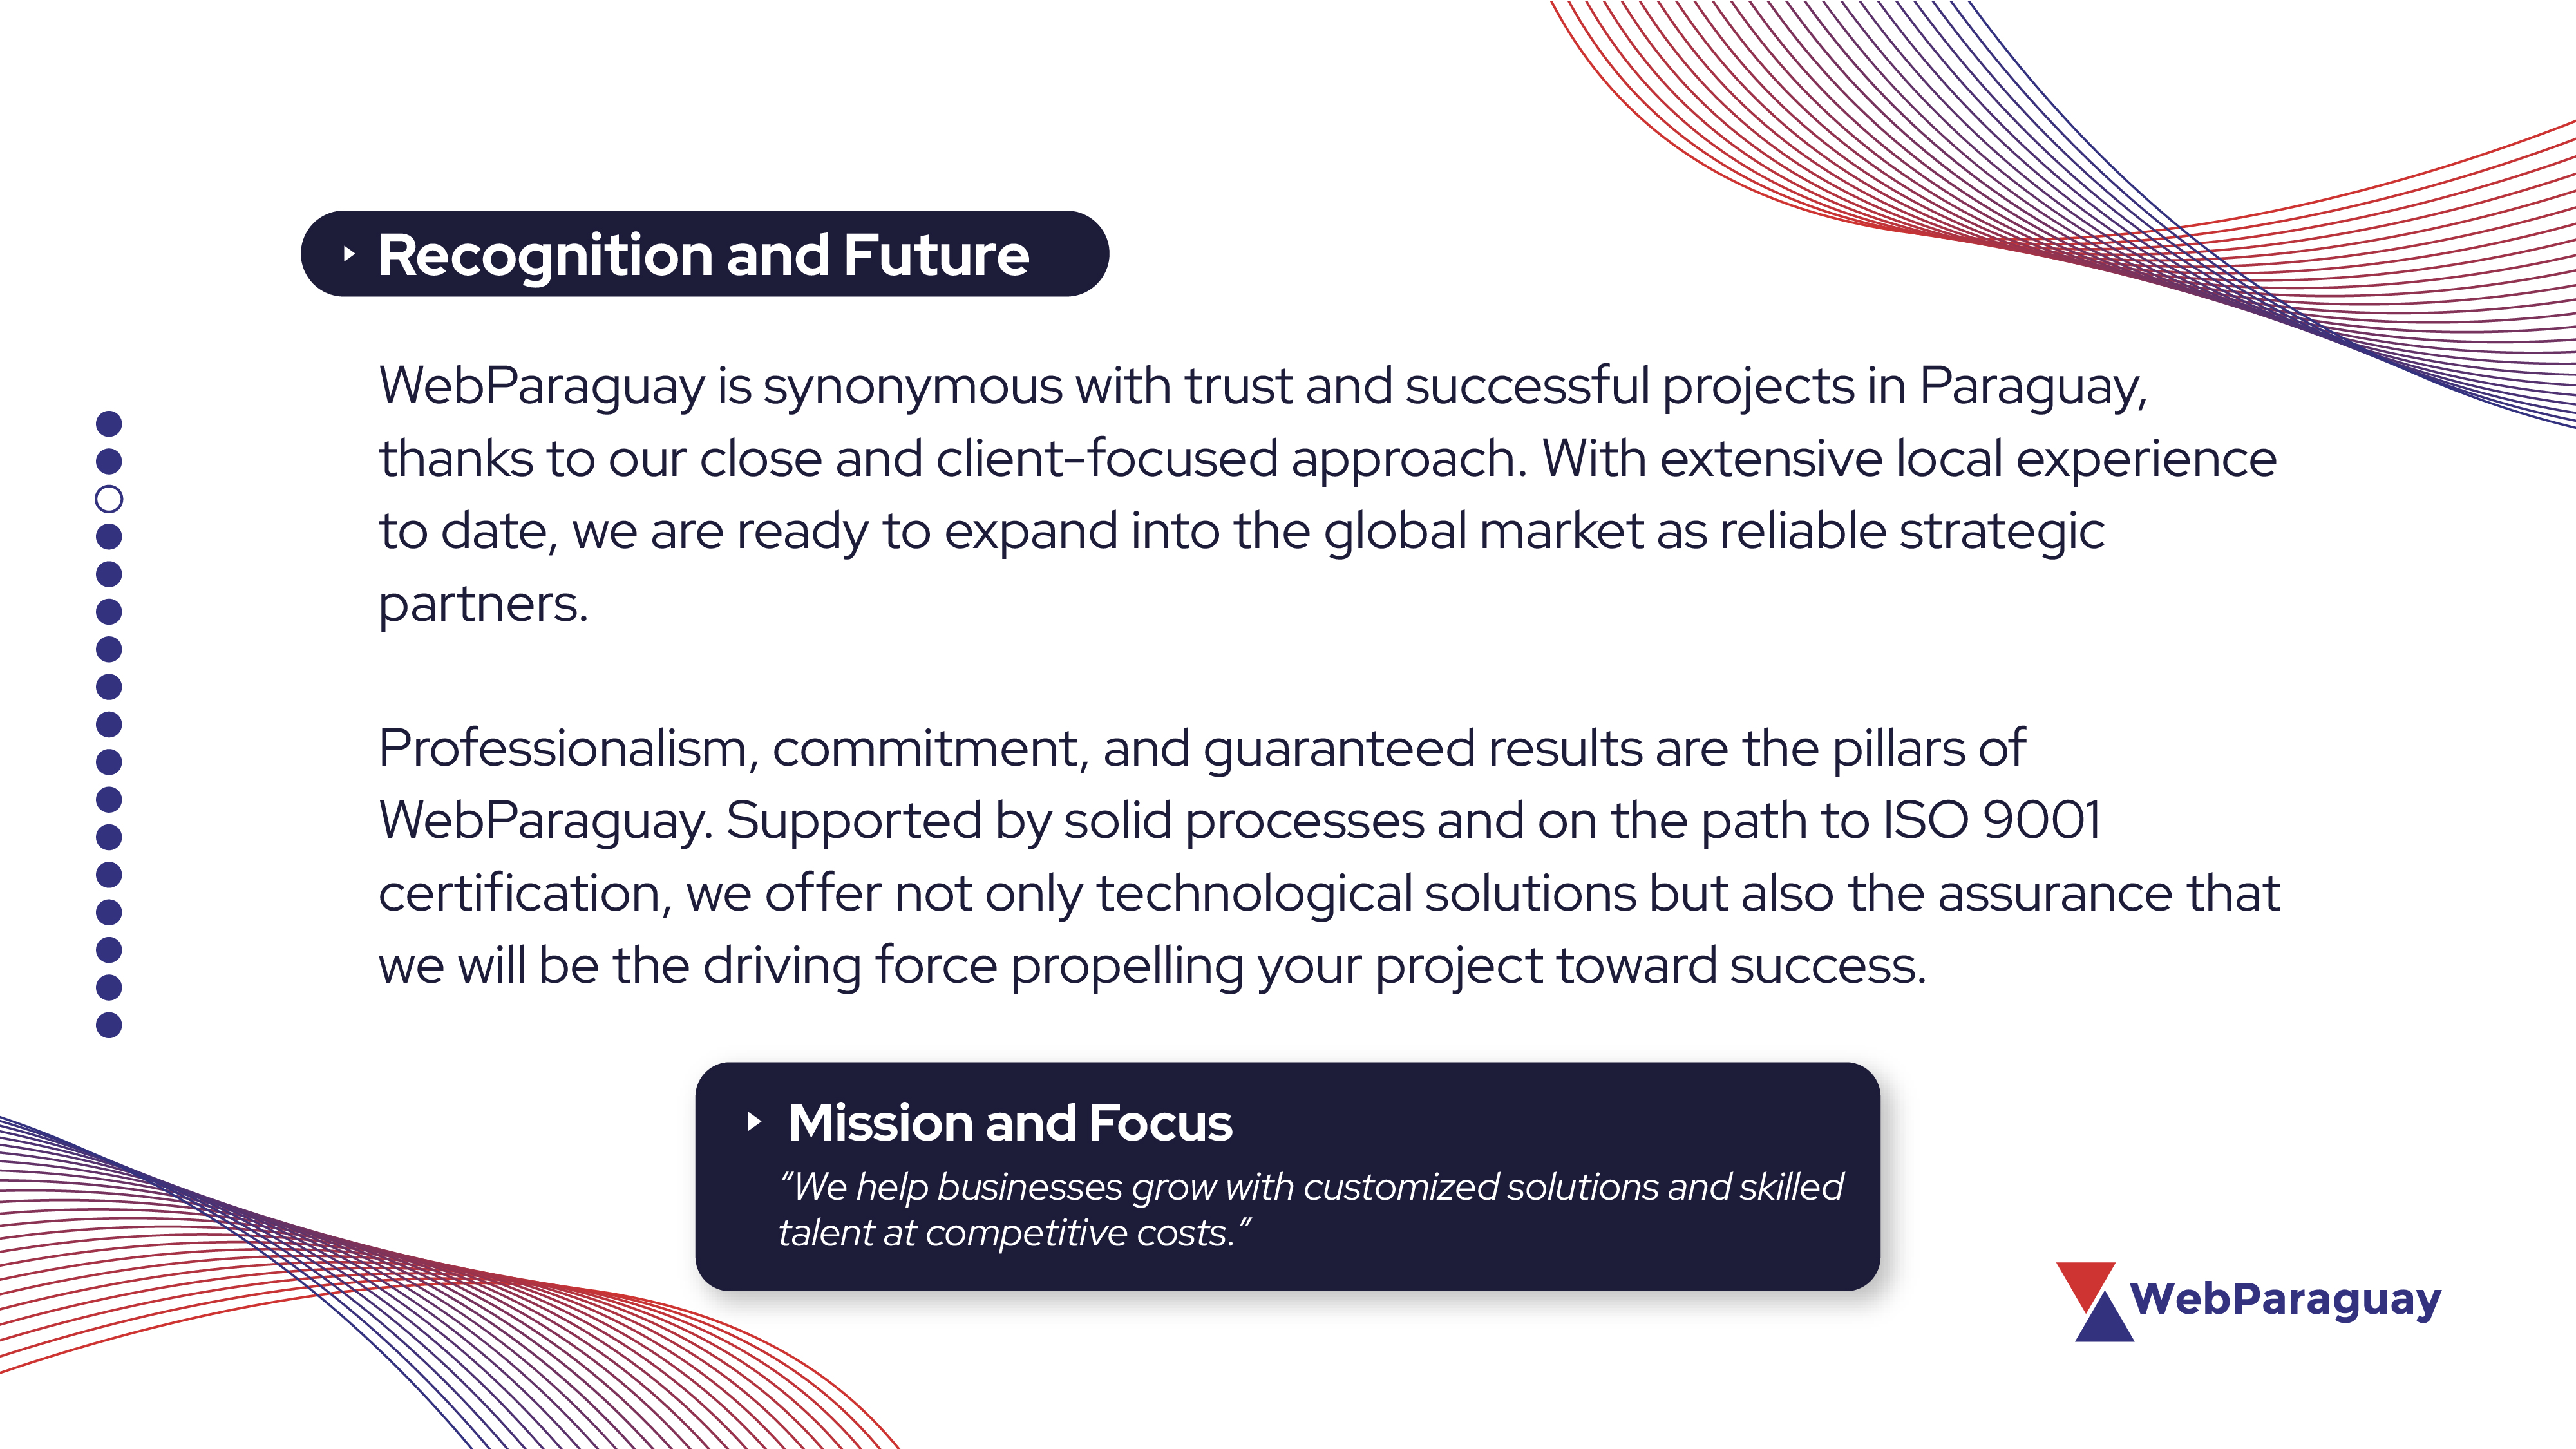 Recognition and Future
WebParaguay is synonymous with trust and successful projects in Paraguay,
thanks to our close and client-focused approach. With extensive local experience
to date, we are ready to expand into the global market as reliable strategic
partners.
Professionalism, commitment, and guaranteed results are the pillars of
WebParaguay. Supported by solid processes and on the path to ISO 9001
certification, we offer not only technological solutions but also the assurance that
we will be the driving force propelling your project toward success.
Mission and Focus
“We help businesses grow with customized solutions and skilled
talent at competitive costs.”
WebParaguay